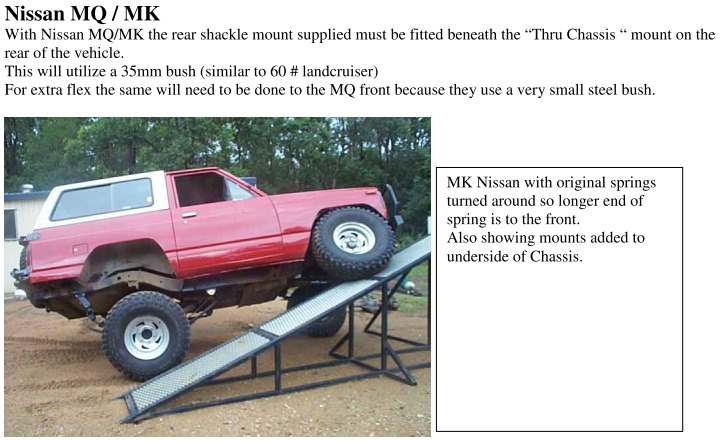 Nissan MQ / MK
With Nissan MQ/MK the rear shackle mount supplied must be fitted beneath the “Thru Chassis “ mount on the
rear of the vehicle.
This will utilize a 35mm bush (similar to 60 # landcruiser)
For extra flex the same will need to be done to the MQ front because they use a very small steel bush.
MK Nissan with original springs
turned around so longer end of
spring is to the front.
Also showing mounts added to
underside of Chassis.